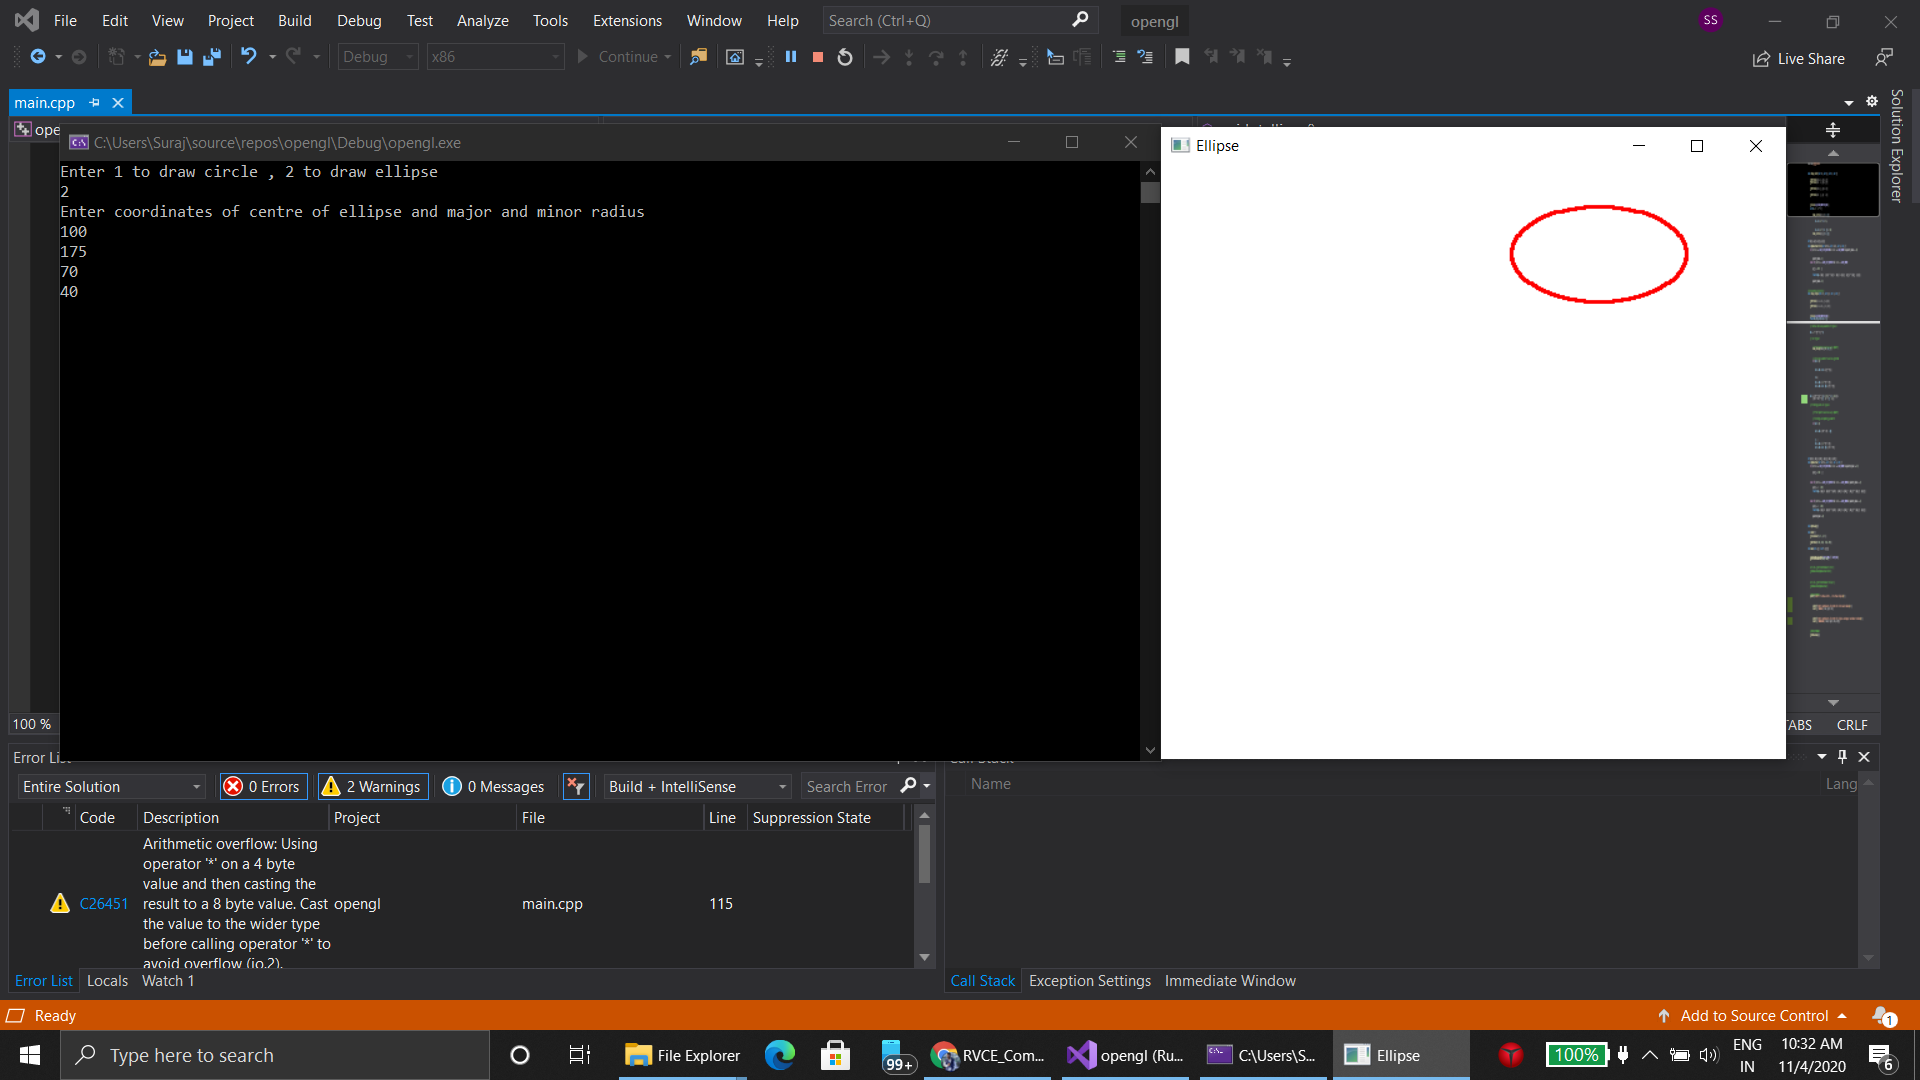 File Edit View Project Build Debug Test Analyze Tools Extensions Window Help Search (Ctrl+Q) opengl SS
Debug x86 Continue Live Share
main.cpp
ope
Solution Explorer
C:\Users\Suraj\source\repos\opengl\Debug\opengl.exe
Enter 1 to draw circle , 2 to draw ellipse
2
Enter coordinates of centre of ellipse and major and minor radius
100
175
70
40
Ellipse
100 %
TABS CRLF
Error List
Entire Solution 0 Errors 2 Warnings 0 Messages Build + IntelliSense Search Error
Code Description Project File Line Suppression State
C26451
Arithmetic overflow: Using
operator '*' on a 4 byte
value and then casting the
result to a 8 byte value. Cast
the value to the wider type
before calling operator '*' to
avoid overflow (io.2).
opengl main.cpp 115
Error List Locals Watch 1
Call Stack
Name Lang
Call Stack Exception Settings Immediate Window
Ready
Add to Source Control 1
Type here to search
File Explorer
99+
RVCE_Com...
opengl (Ru...
C:\Users\S...
Ellipse
100%
ENG
IN
10:32 AM
11/4/2020
6